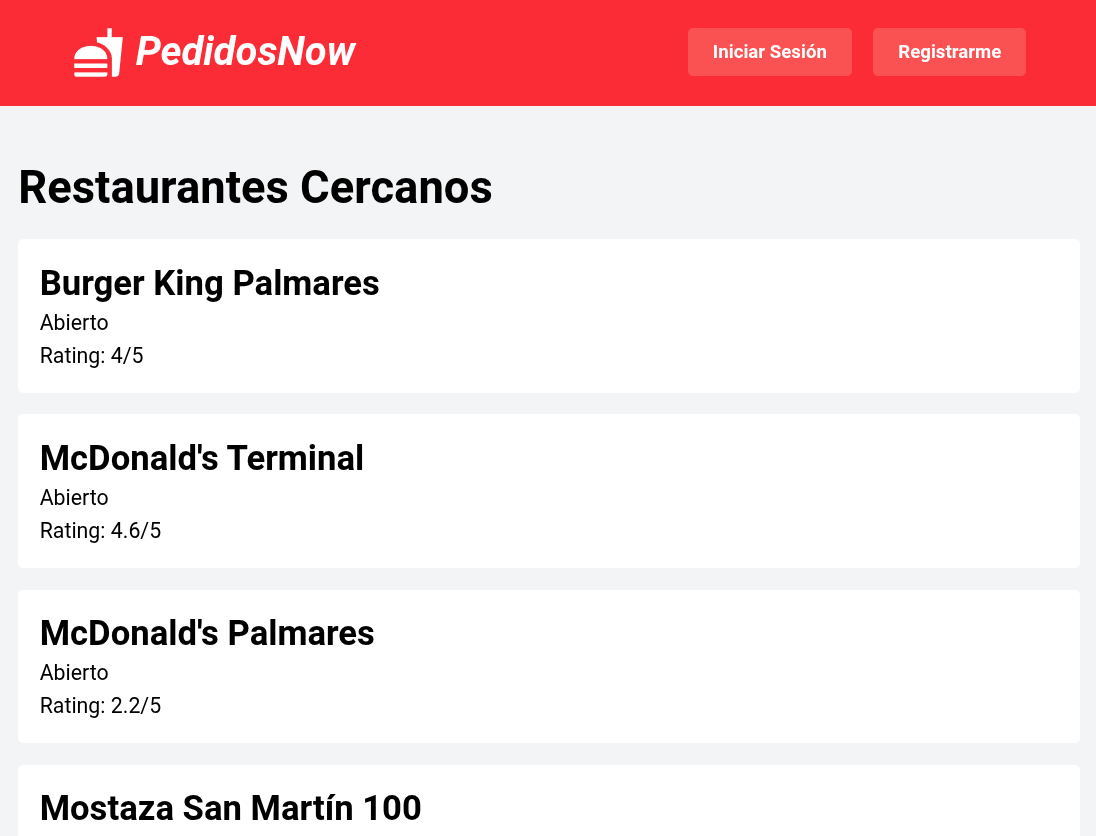 PedidosNow
Iniciar Sesión
Registrarme
Restaurantes Cercanos
Burger King Palmares
Abierto
Rating: 4/5
McDonald's Terminal
Abierto
Rating: 4.6/5
McDonald's Palmares
Abierto
Rating: 2.2/5
Mostaza San Martín 100